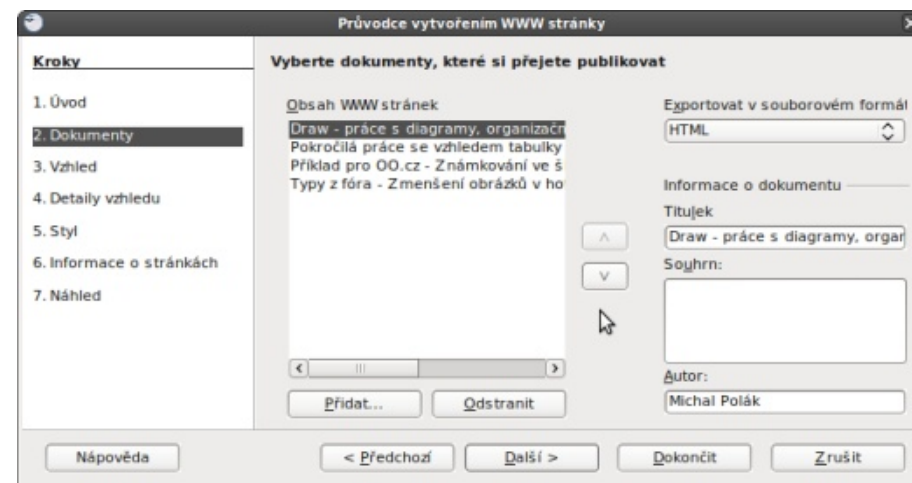 Průvodce vytvořením WWW stránky
Kroky
1. Úvod
2. Dokumenty
3. Vzhled
4. Detaily vzhledu
5. Styl
6. Informace o stránkách
7. Náhled
Vyberte dokumenty, které si přejete publikovat
Obsah WWW stránek
Draw - práce s diagramy, organizačn
Pokročilá práce se vzhledem tabulky
Příklad pro OO.cz - Známkování ve š
Typy z fóra - Zmenšení obrázků v ho
Přidat...
Odstranit
Exportovat v souborovém formát
HTML
Informace o dokumentu
Titulek
Draw - práce s diagramy, organ
Souhrn:
Autor:
Michal Polák
Nápověda
< Předchozí
Další >
Dokončit
Zrušit